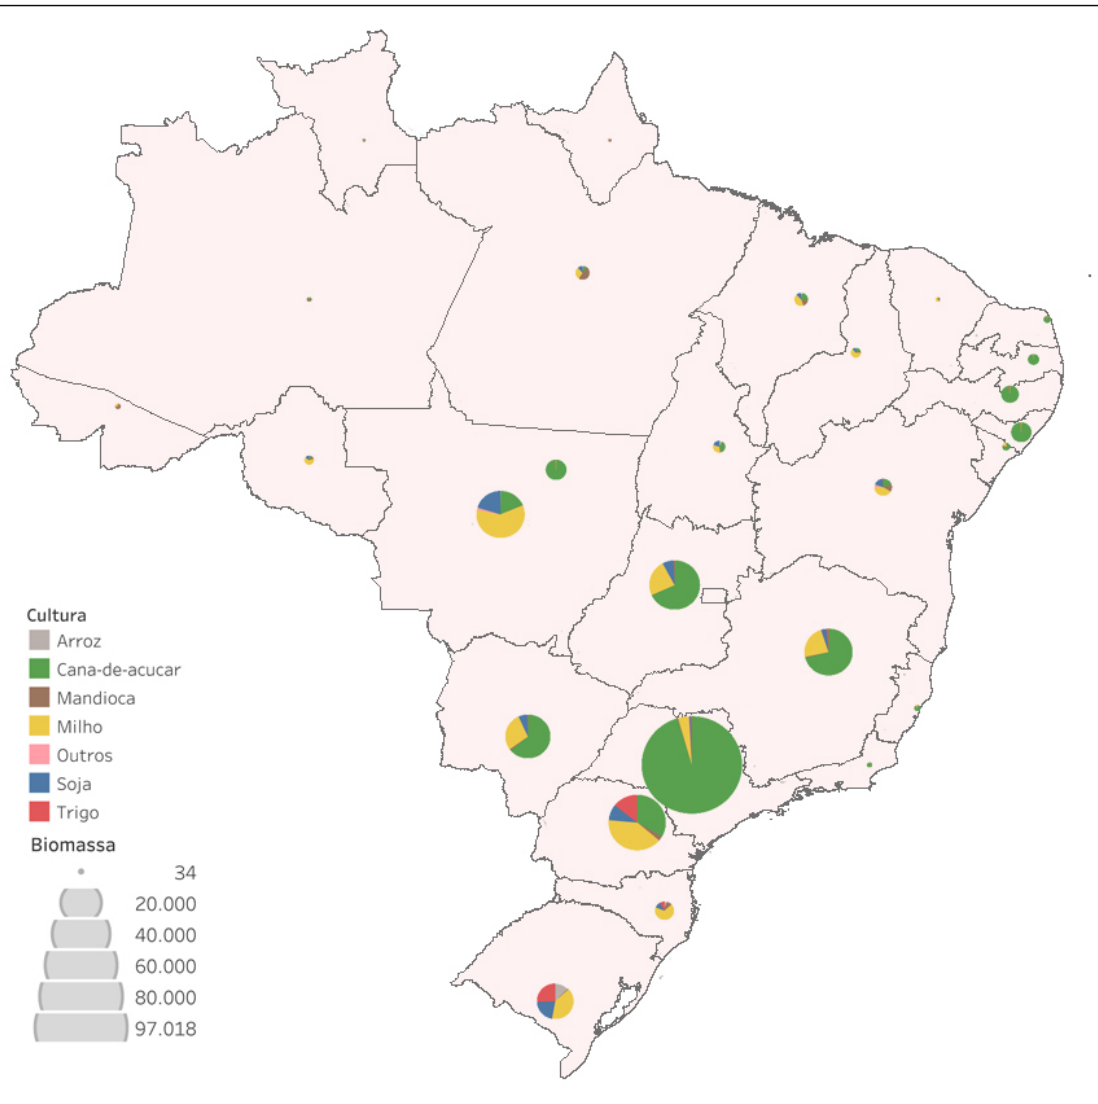 Cultura
Arroz
Cana-de-acucar
Mandioca
Milho
Outros
Soja
Trigo
Biomassa
34
20.000
40.000
60.000
80.000
97.018